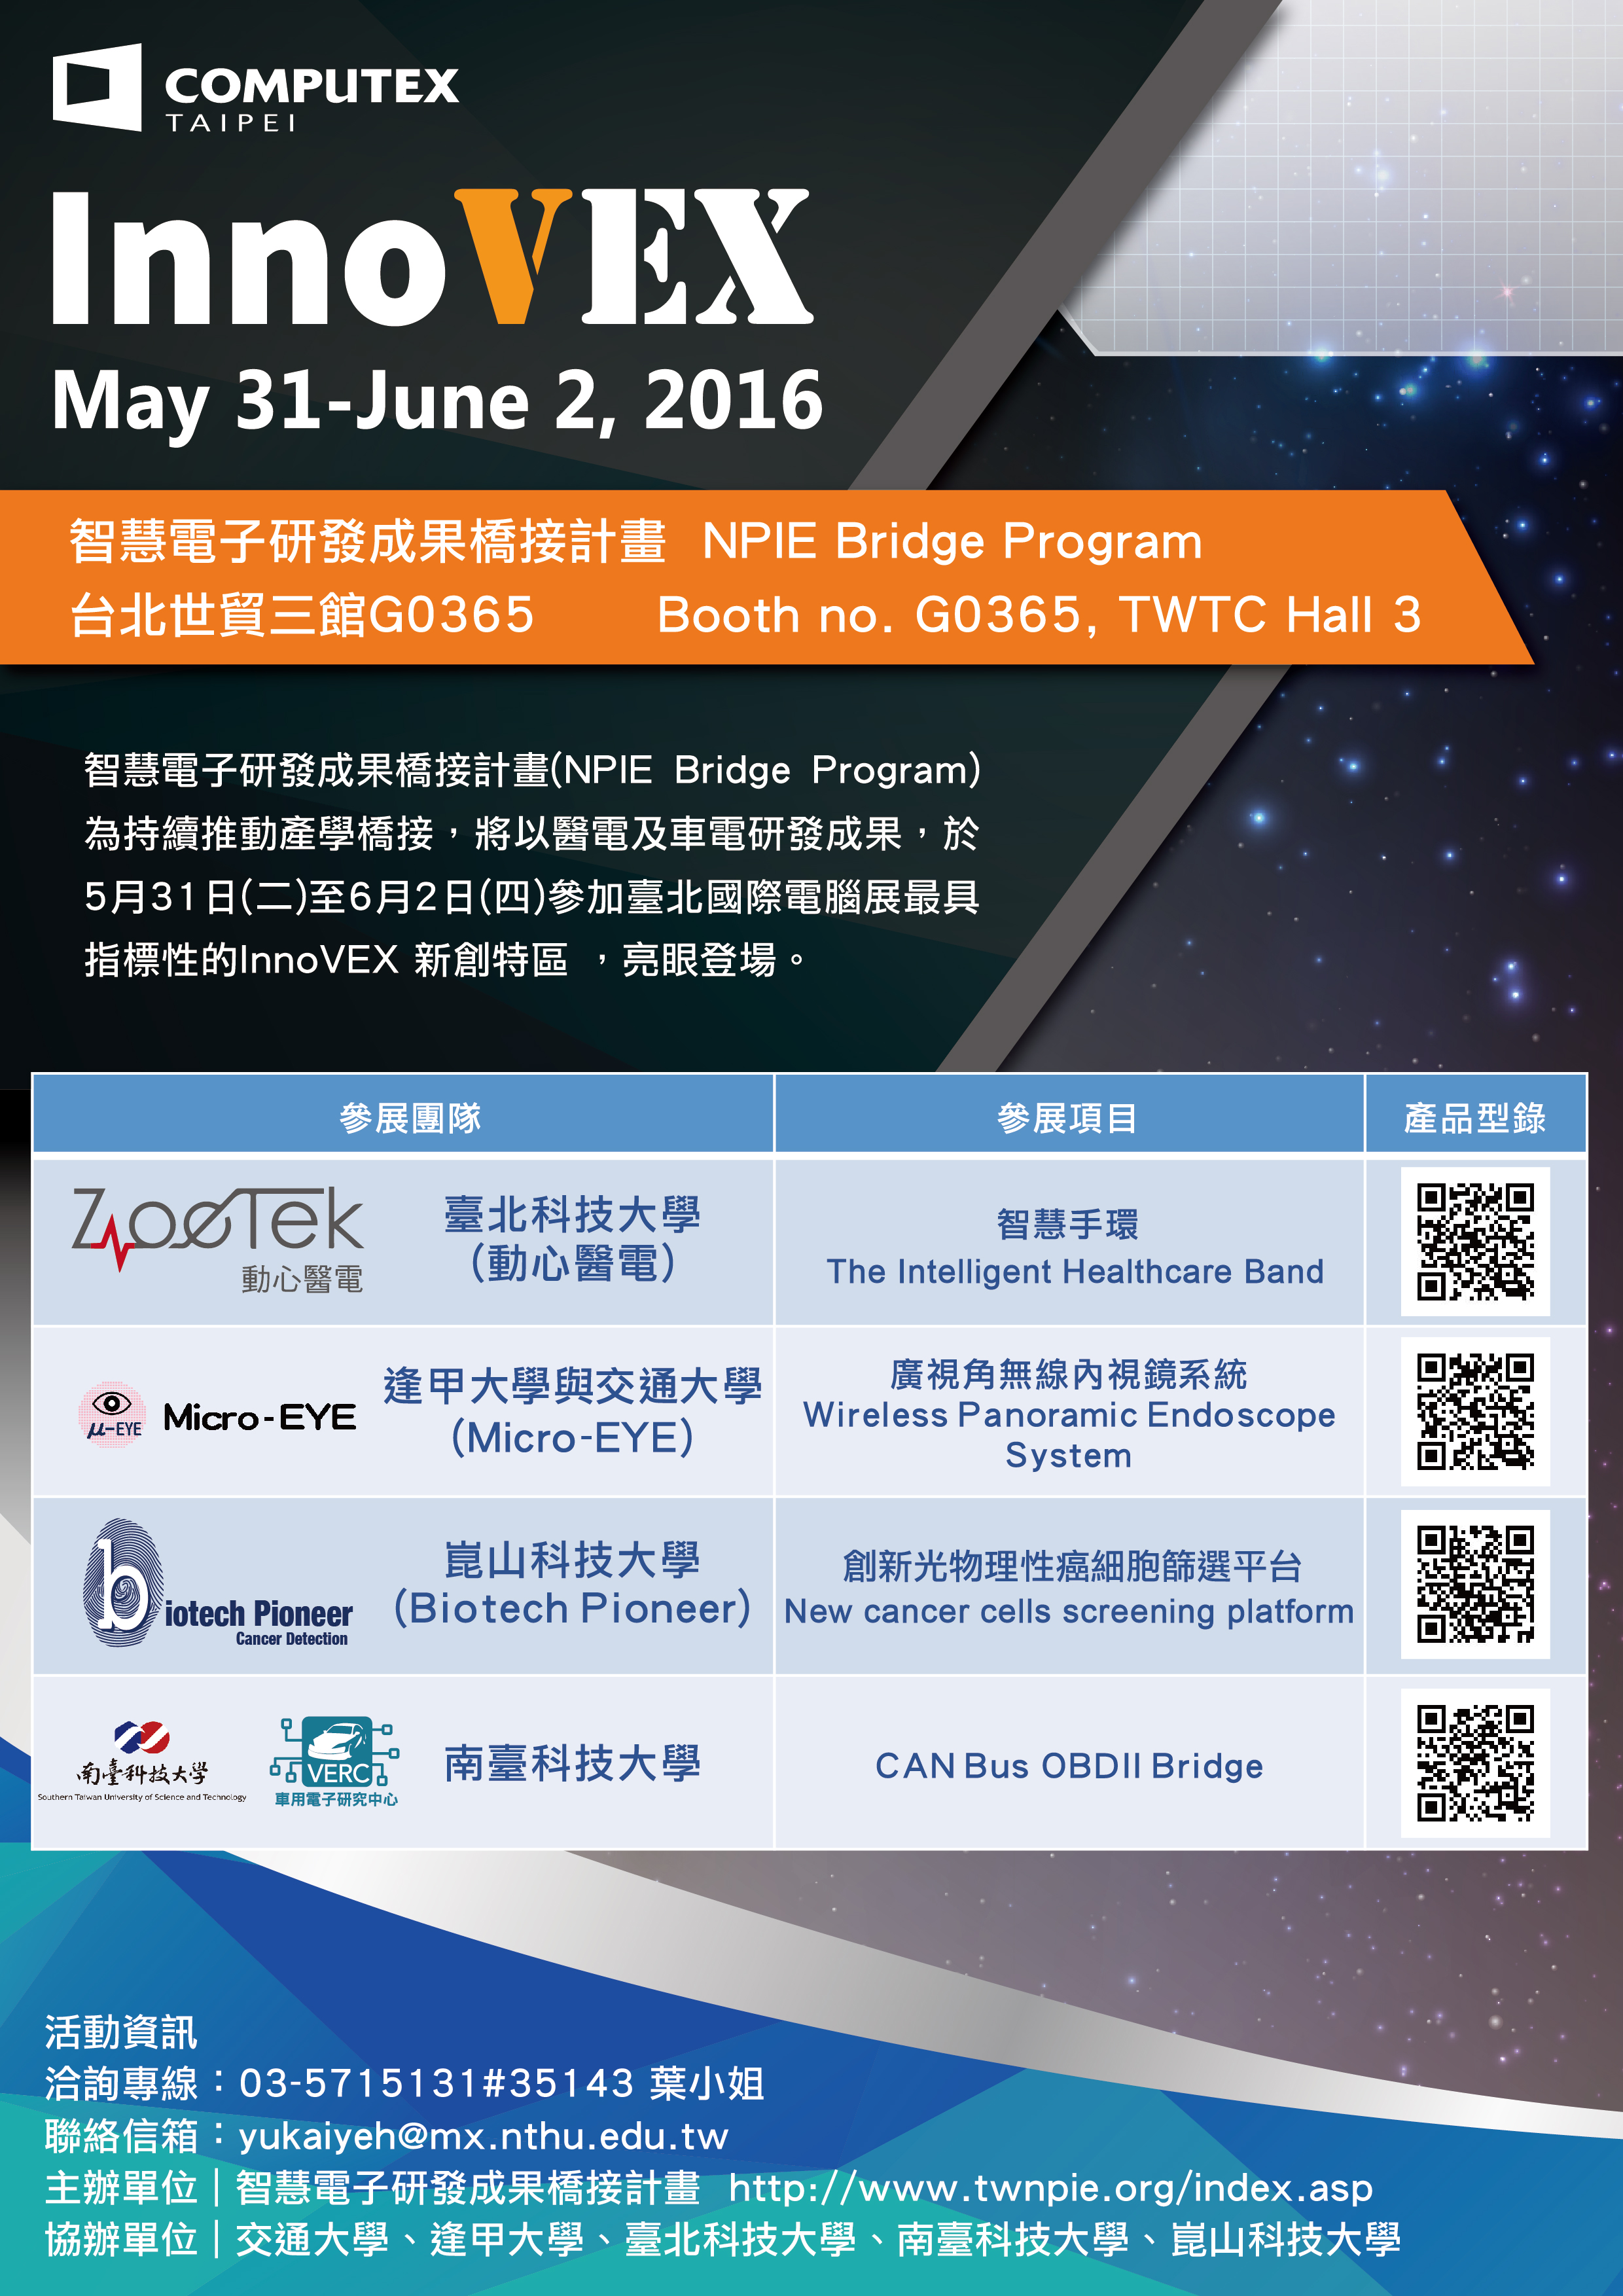 COMPUTEX
TAIPEI
InnoVEX
May 31-June 2, 2016
智慧電子研發成果橋接計畫 NPIE Bridge Program
台北世貿三館G0365 Booth no. G0365, TWTC Hall 3
智慧電子研發成果橋接計畫(NPIE Bridge Program)
為持續推動產學橋接，將以醫電及車電研發成果，於
5月31日(二)至6月2日(四)參加臺北國際電腦展最具
指標性的InnoVEX 新創特區 ，亮眼登場。
參展團隊 參展項目 產品型錄
ZoeTek
動心醫電
臺北科技大學
(動心醫電)
智慧手環
The Intelligent Healthcare Band
μ-EYE
Micro-EYE
逢甲大學與交通大學
(Micro-EYE)
廣視角無線內視鏡系統
Wireless Panoramic Endoscope
System
biotech Pioneer
Cancer Detection
崑山科技大學
(Biotech Pioneer)
創新光物理性癌細胞篩選平台
New cancer cells screening platform
南臺科技大学
Southern Taiwan University of Science and Technology
VERC
車用電子研究中心
南臺科技大學
CAN Bus OBDII Bridge
活動資訊
洽詢專線：03-5715131#35143 葉小姐
聯絡信箱：yukaiyeh@mx.nthu.edu.tw
主辦單位｜智慧電子研發成果橋接計畫 http://www.twnpie.org/index.asp
協辦單位｜交通大學、逢甲大學、臺北科技大學、南臺科技大學、崑山科技大學